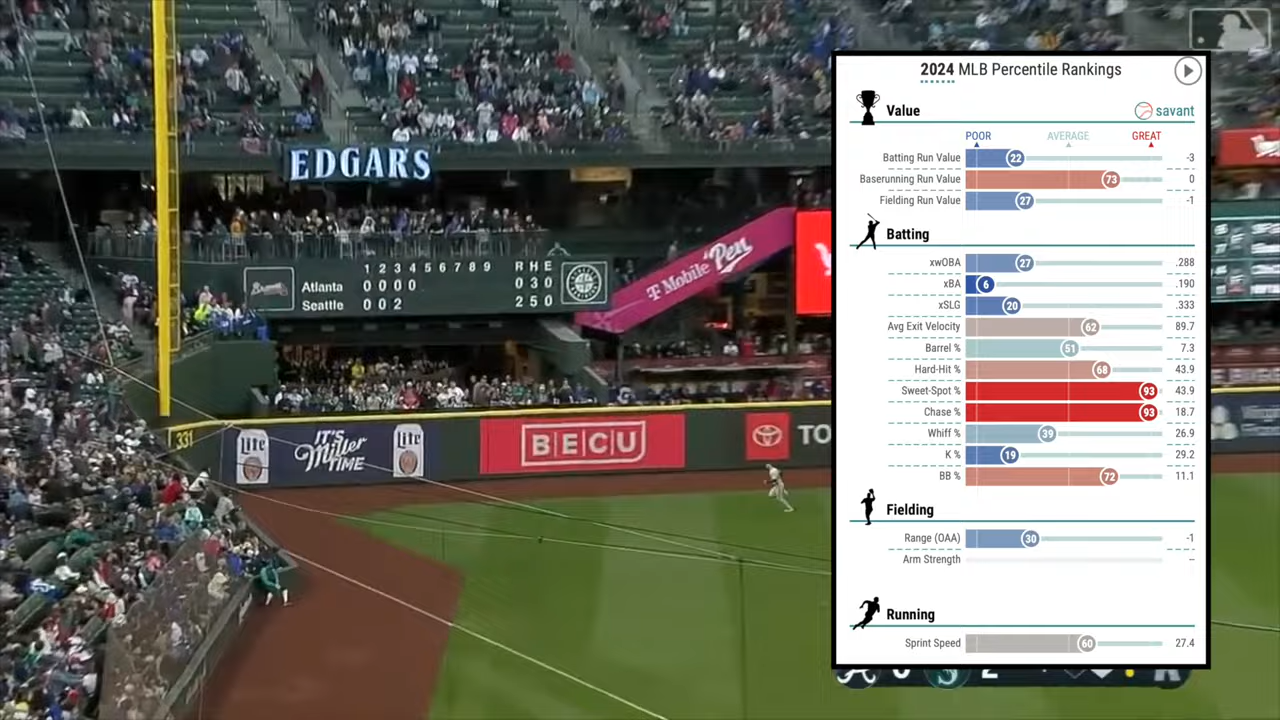 EDGARS
1 2 3 4 5 6 7 8 9 R H E
Braves Atlanta 0 0 0 0 0 3 0
Seattle 0 0 2 2 5 0
T Mobile Pen
331
lite
IT'S Miller TIME
lite
BECU
TOYOTA
TO
2024 MLB Percentile Rankings
Value
savant
POOR AVERAGE GREAT
Batting Run Value 22 -3
Baserunning Run Value 73 0
Fielding Run Value 27 -1
Batting
xwOBA 27 .288
xBA 6 .190
xSLG 20 .333
Avg Exit Velocity 62 89.7
Barrel % 51 7.3
Hard-Hit % 68 43.9
Sweet-Spot % 93 43.9
Chase % 93 18.7
Whiff % 39 26.9
K % 19 29.2
BB % 72 11.1
Fielding
Range (OAA) 30 -1
Arm Strength --
Running
Sprint Speed 60 27.4